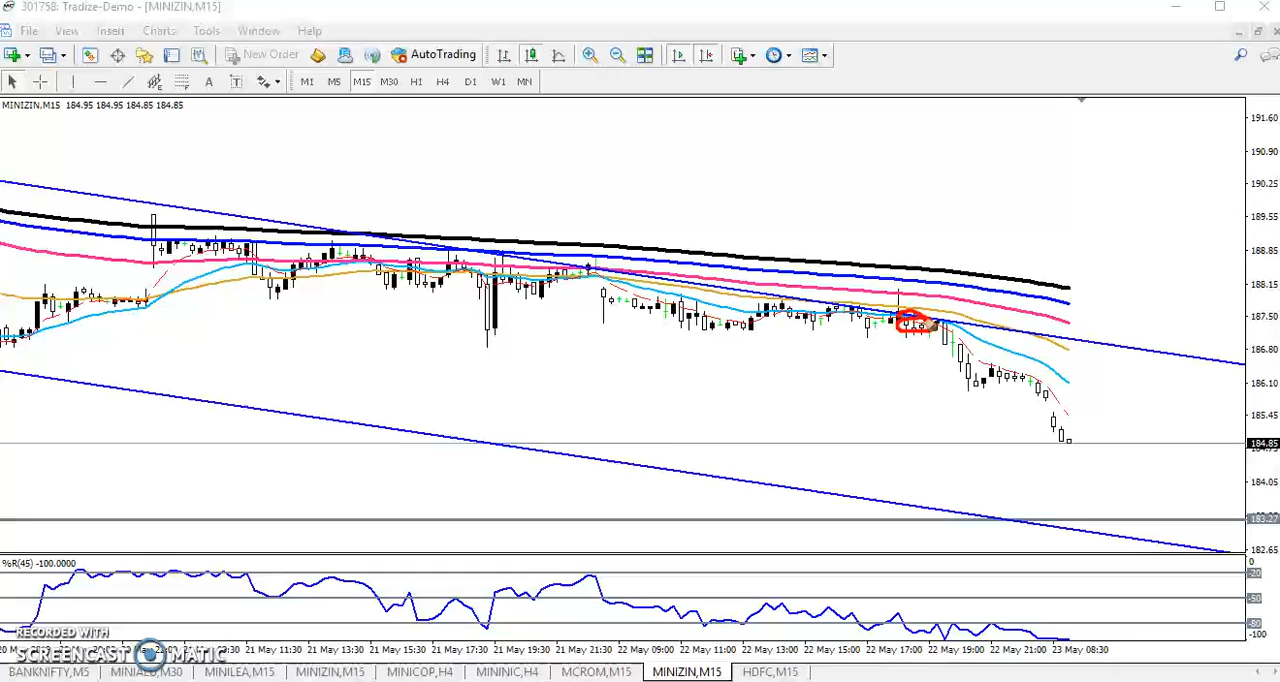 301758: Tradize-Demo - [MINIZIN,M15]
File View Insert Charts Tools Window Help
New Order AutoTrading
A T M1 M5 M15 M30 H1 H4 D1 W1 MN
MINIZIN,M15 184.95 184.95 184.85 184.85
191.60
190.90
190.25
189.55
188.85
188.15
187.50
186.80
186.10
185.45
184.85
184.05
183.27
182.65
%R(45) -100.0000
0
-20
-50
-80
-100
RECORDED WITH
SCREENCAST MATIC
21 May 11:30 21 May 13:30 21 May 15:30 21 May 17:30 21 May 19:30 21 May 21:30 22 May 09:00 22 May 11:00 22 May 13:00 22 May 15:00 22 May 17:00 22 May 19:00 22 May 21:00 23 May 08:30
BANKNIFTY,M5 MINIALU,M30 MINILEA,M15 MINIZIN,M15 MINICOP,H4 MININIC,H4 MCROM,M15 MINIZIN,M15 HDFC,M15